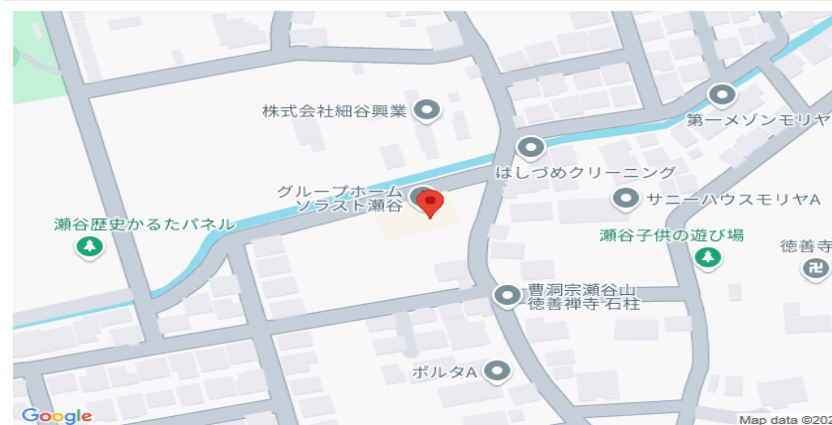 株式会社細谷興業
第一メゾンモリヤ
はしづめクリーニング
グループホーム
ソラスト瀬谷
サニーハウスモリヤA
瀬谷歴史かるたパネル
瀬谷子供の遊び場
徳善寺
卍
曹洞宗瀬谷山
徳善禅寺 石柱
ボルタA
Google
Map data ©202